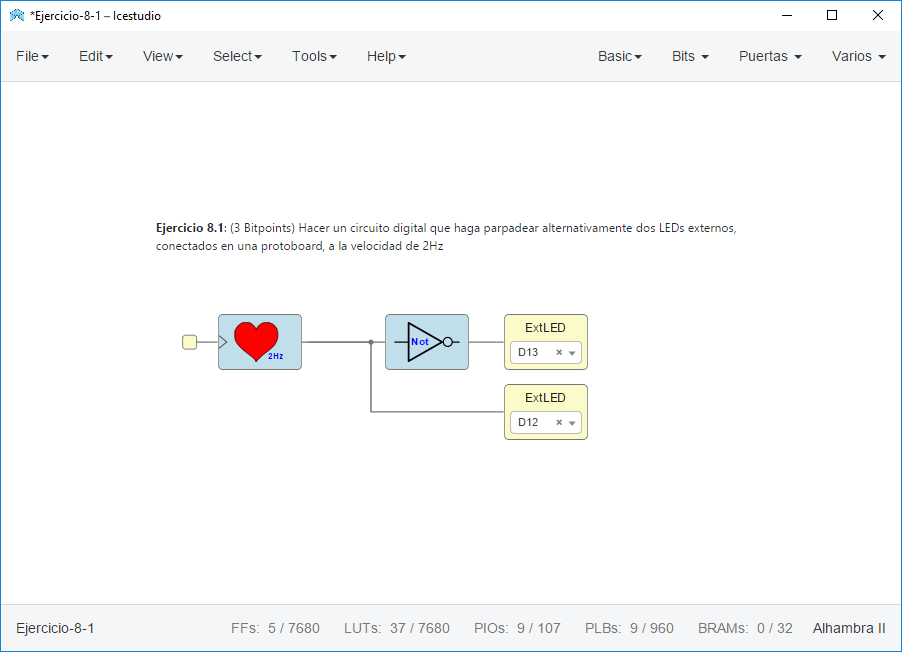 *Ejercicio-8-1 – Icestudio
File Edit View Select Tools Help Basic Bits Puertas Varios
Ejercicio 8.1: (3 Bitpoints) Hacer un circuito digital que haga parpadear alternativamente dos LEDs externos,
conectados en una protoboard, a la velocidad de 2Hz
2Hz
Not
ExtLED
D13
ExtLED
D12
Ejercicio-8-1 FFs: 5 / 7680 LUTs: 37 / 7680 PIOs: 9 / 107 PLBs: 9 / 960 BRAMs: 0 / 32 Alhambra II